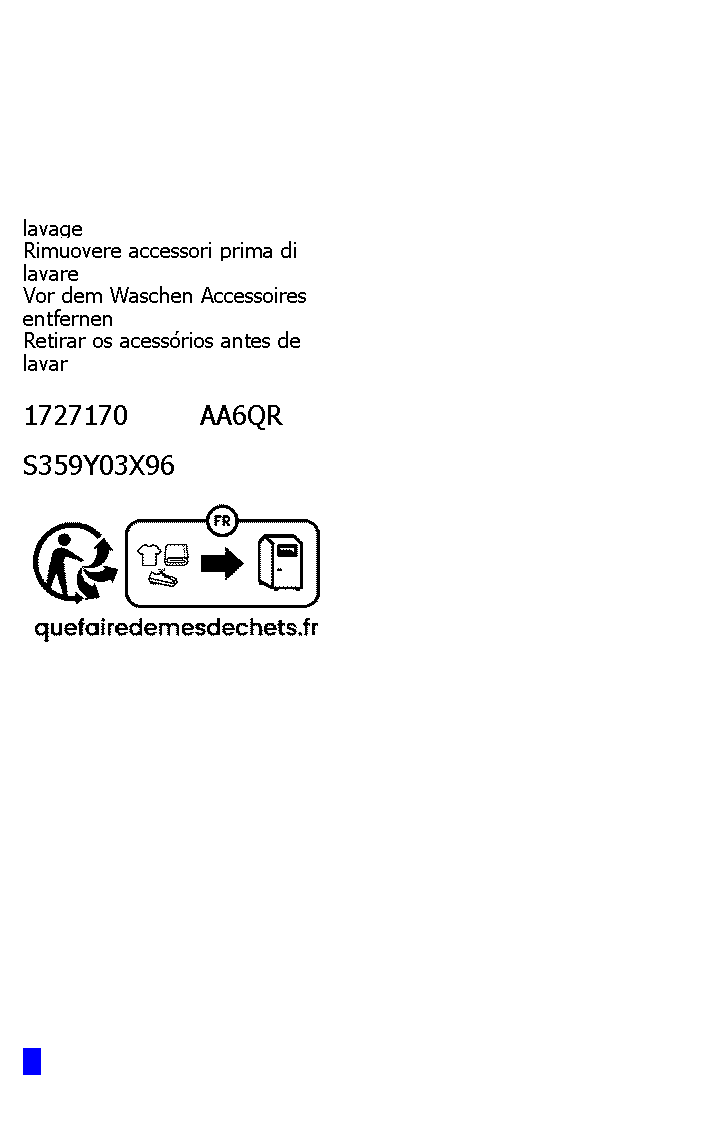 lavage
Rimuovere accessori prima di
lavare
Vor dem Waschen Accessoires
entfernen
Retirar os acessórios antes de
lavar
1727170 AA6QR
S359Y03X96
FR
quefairedemesdechets.fr